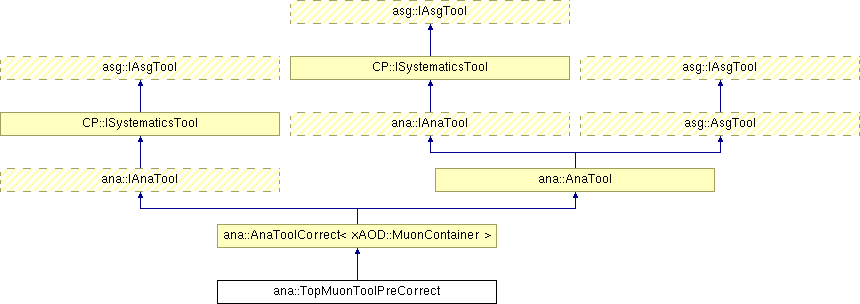 asg::IAsgTool
asg::IAsgTool
CP::ISystematicsTool
asg::IAsgTool
CP::ISystematicsTool
ana::IAnaTool
asg::AsgTool
ana::IAnaTool
ana::AnaTool
ana::AnaToolCorrect< xAOD::MuonContainer >
ana::TopMuonToolPreCorrect